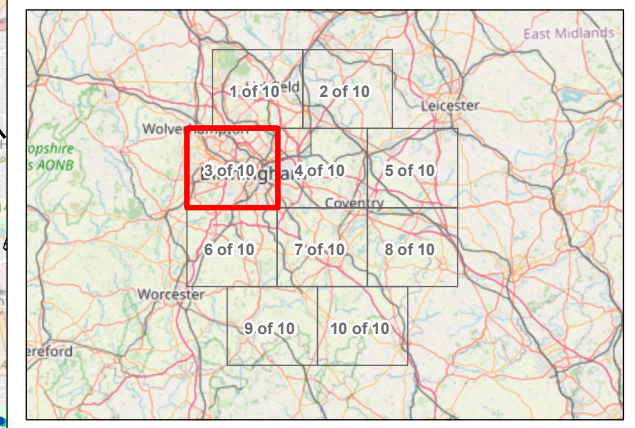 East Midlands
1 of 10
2 of 10
Leicester
3 of 10
4 of 10
5 of 10
Coventry
6 of 10
7 of 10
8 of 10
Worcester
9 of 10
10 of 10